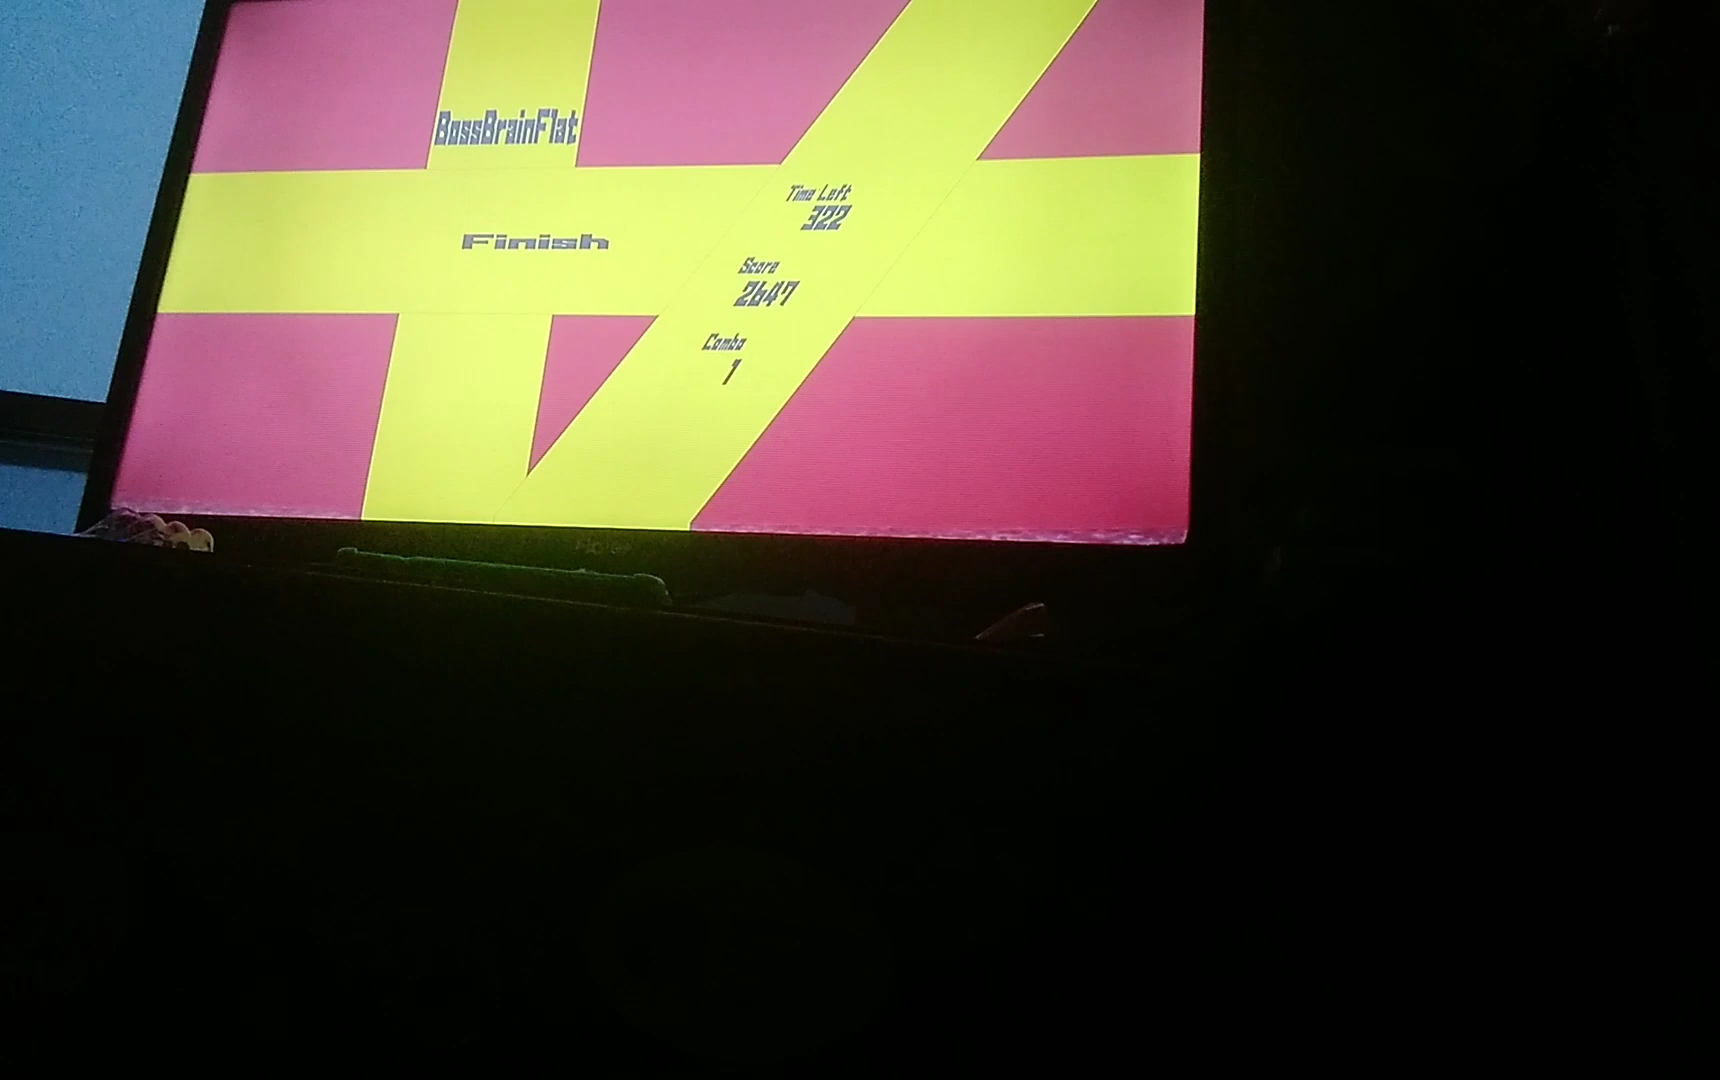 BossBrainFlat
Finish
Time Left
322
Score
2647
Combo
1